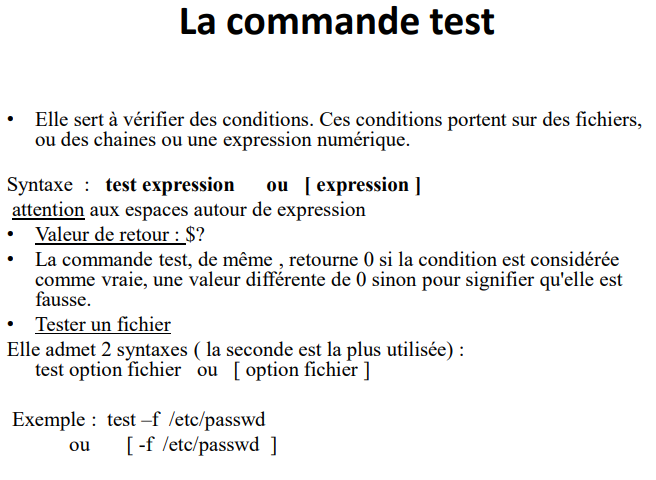 La commande test
• Elle sert à vérifier des conditions. Ces conditions portent sur des fichiers,
ou des chaines ou une expression numérique.
Syntaxe : test expression ou [ expression ]
attention aux espaces autour de expression
• Valeur de retour : $?
• La commande test, de même , retourne 0 si la condition est considérée
comme vraie, une valeur différente de 0 sinon pour signifier qu'elle est
fausse.
• Tester un fichier
Elle admet 2 syntaxes ( la seconde est la plus utilisée) :
test option fichier ou [ option fichier ]
Exemple : test –f /etc/passwd
ou [ -f /etc/passwd ]